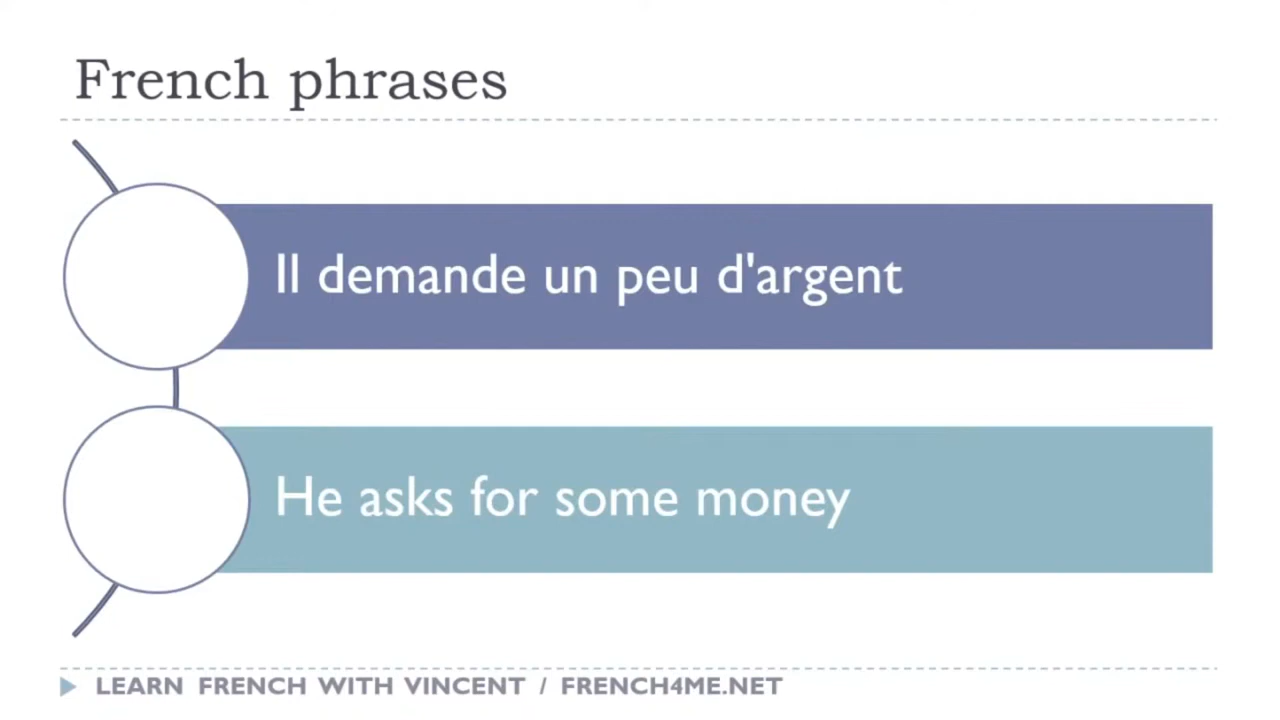 French phrases
Il demande un peu d'argent
He asks for some money
LEARN FRENCH WITH VINCENT / FRENCH4ME.NET